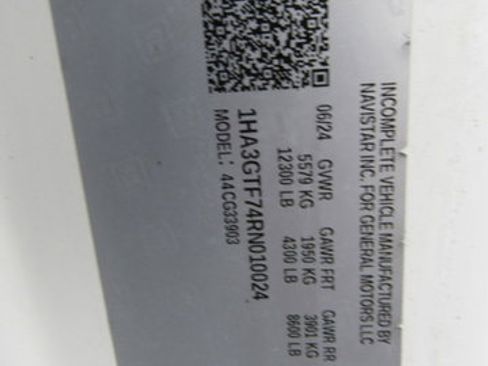 INCOMPLETE VEHICLE MANUFACTURED BY
NAVISTAR INC. FOR GENERAL MOTORS LLC
06/24 GVWR GAWR FRT GAWR RR
5579 KG 1950 KG 3901 KG
12300 LB 4300 LB 8600 LB
1HA3GTF74RN010024
MODEL: 44CG33903